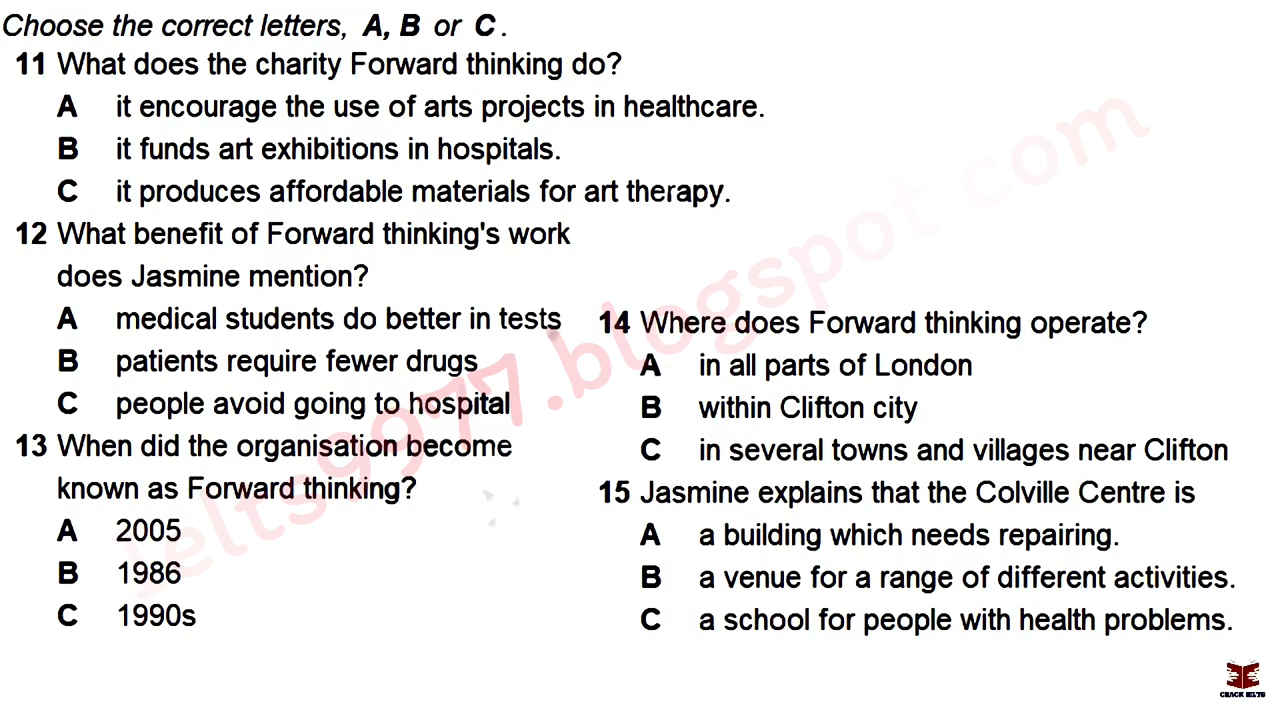 Choose the correct letters, A, B or C.
11 What does the charity Forward thinking do?
A it encourage the use of arts projects in healthcare.
B it funds art exhibitions in hospitals.
C it produces affordable materials for art therapy.
12 What benefit of Forward thinking's work
does Jasmine mention?
A medical students do better in tests
B patients require fewer drugs
C people avoid going to hospital
13 When did the organisation become
known as Forward thinking?
A 2005
B 1986
C 1990s
14 Where does Forward thinking operate?
A in all parts of London
B within Clifton city
C in several towns and villages near Clifton
15 Jasmine explains that the Colville Centre is
A a building which needs repairing.
B a venue for a range of different activities.
C a school for people with health problems.
Ielts9977.blogspot com
CRACK IELTS